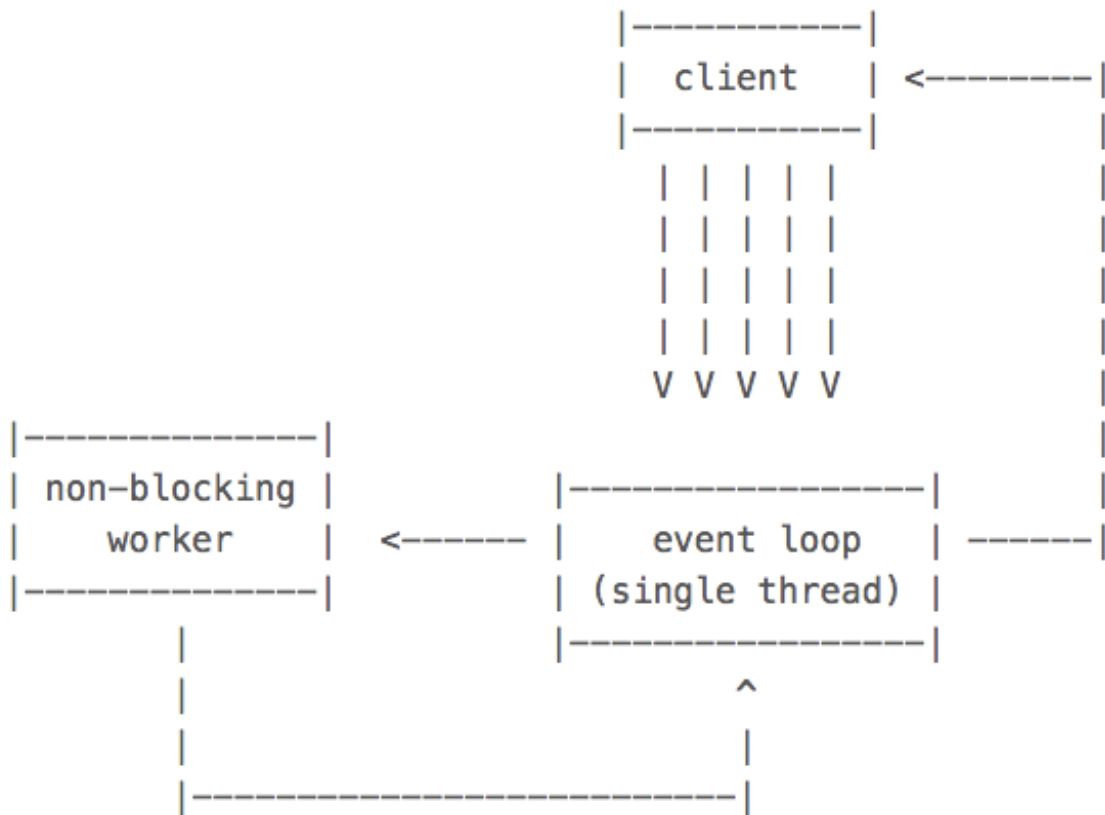 client
non-blocking
worker
event loop
(single thread)